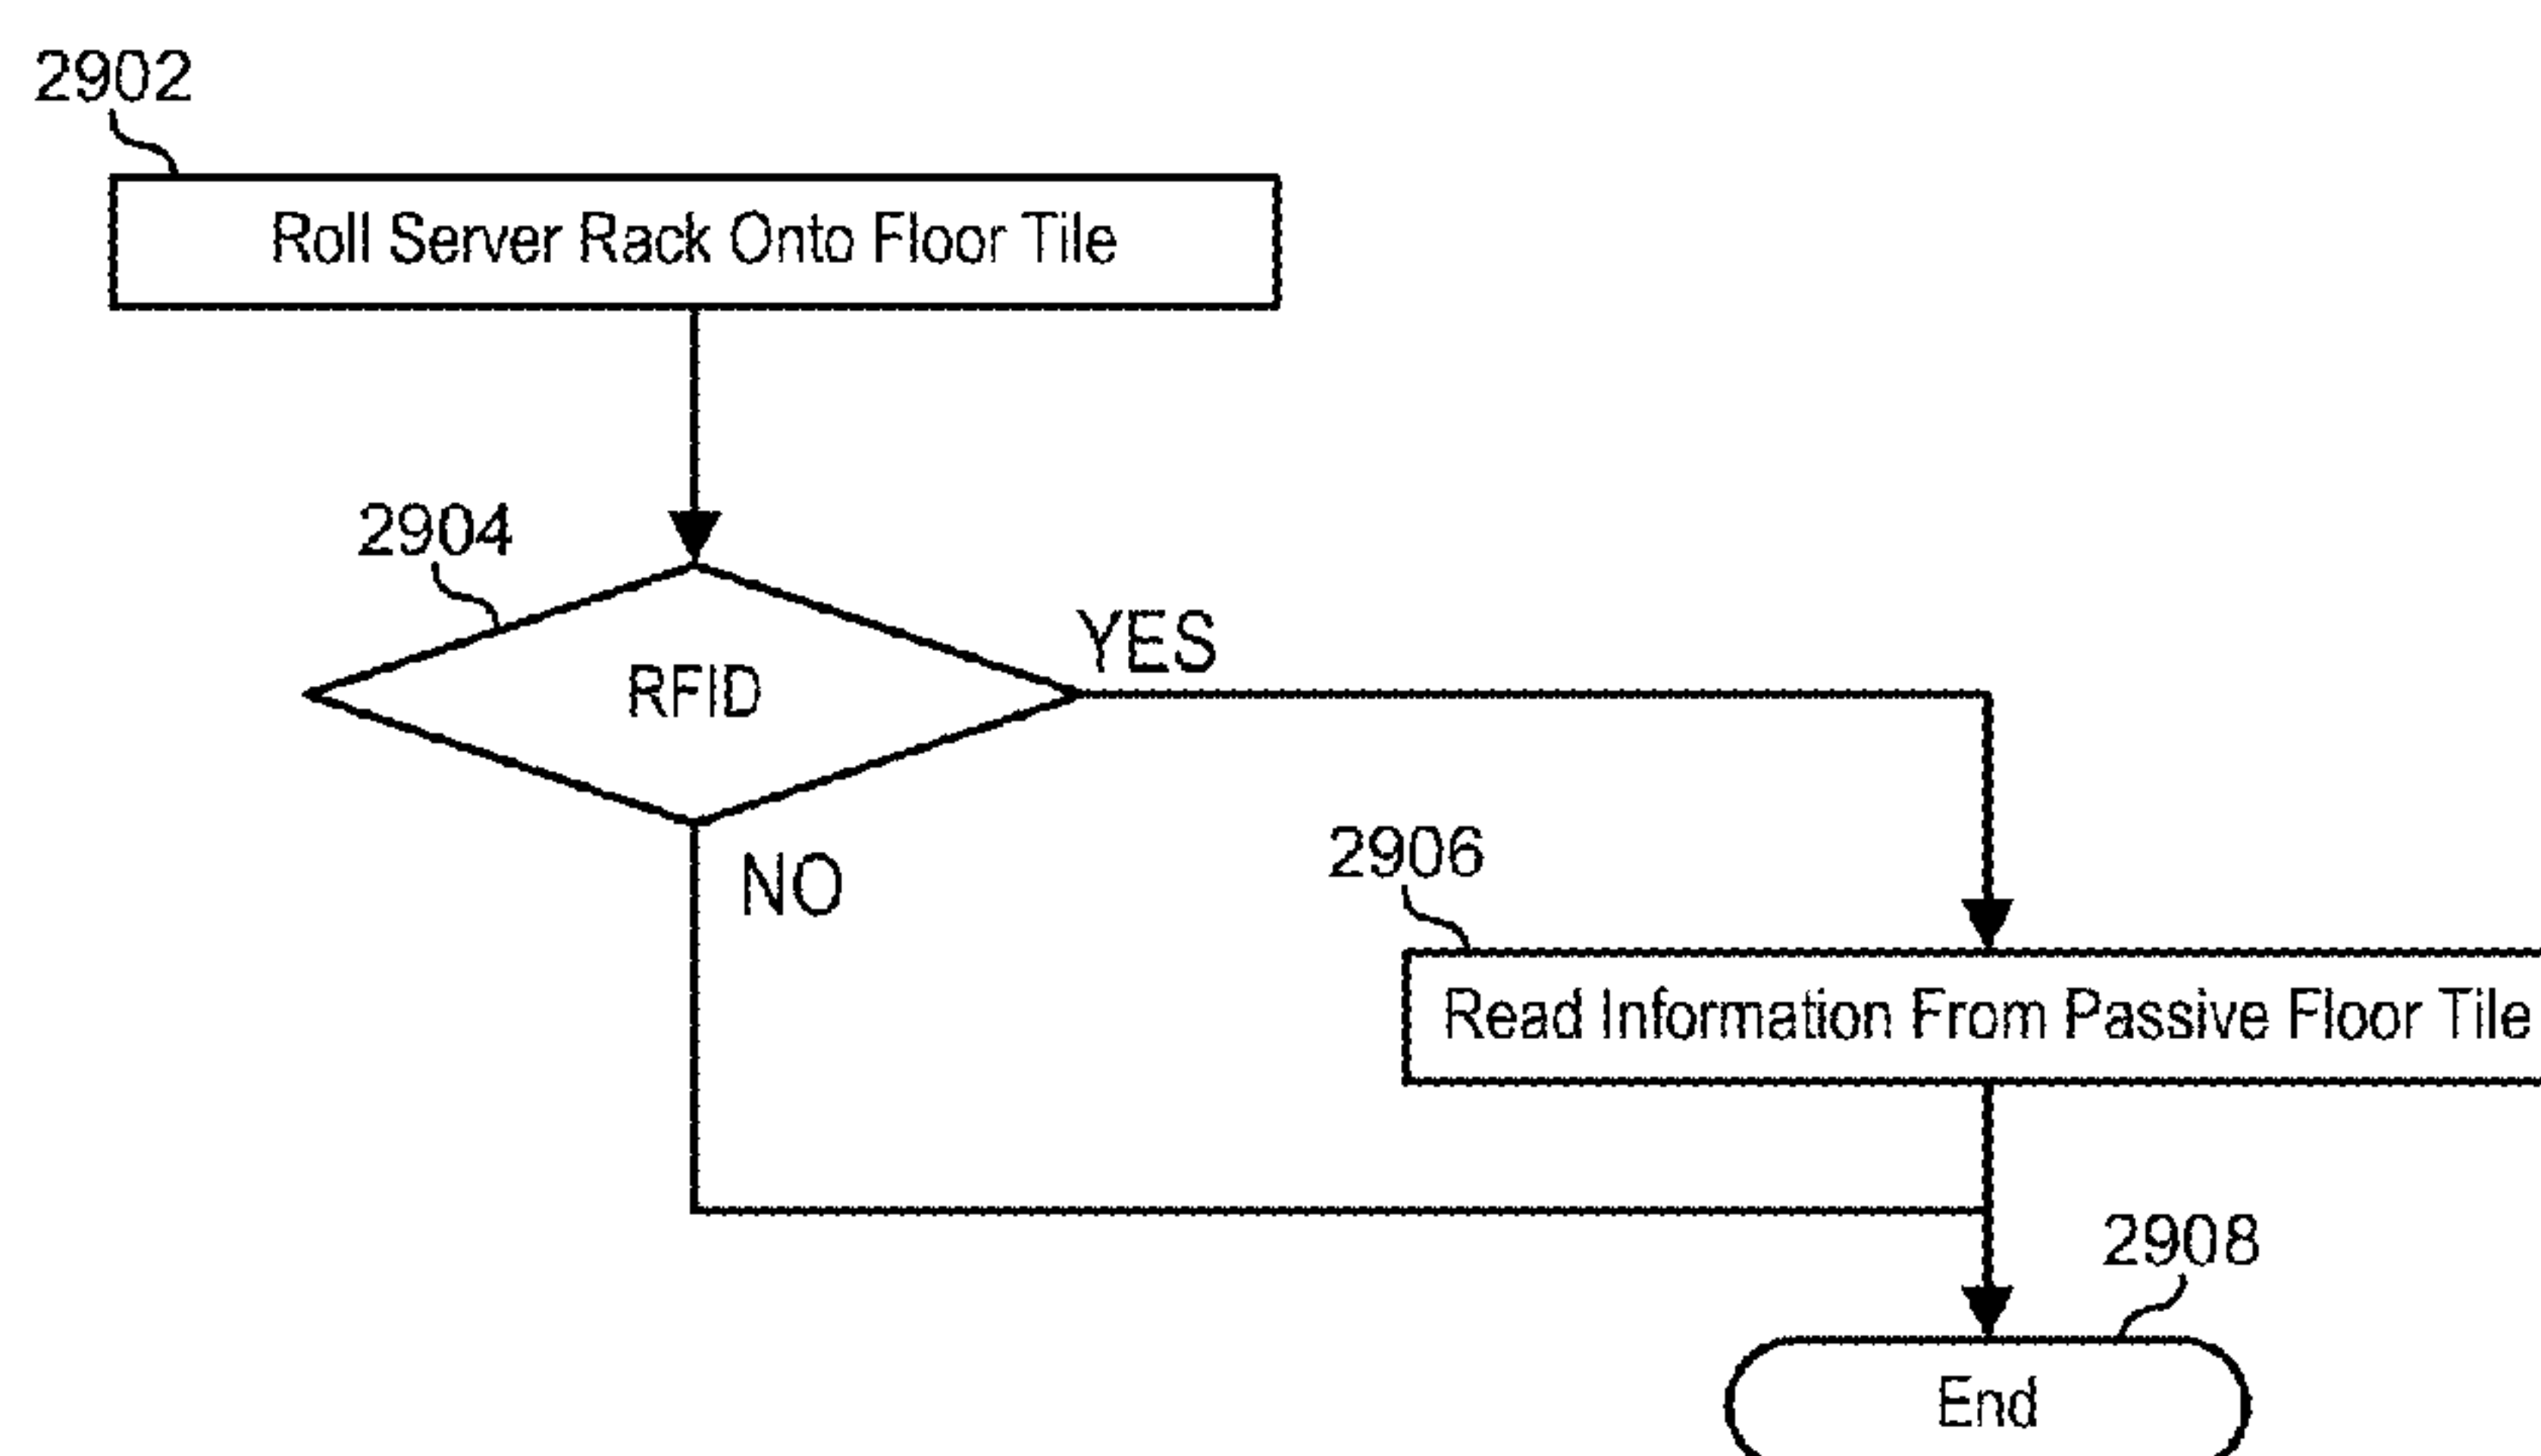 2902
Roll Server Rack Onto Floor Tile
2904
RFID
YES
NO
2906
Read Information From Passive Floor Tile
2908
End